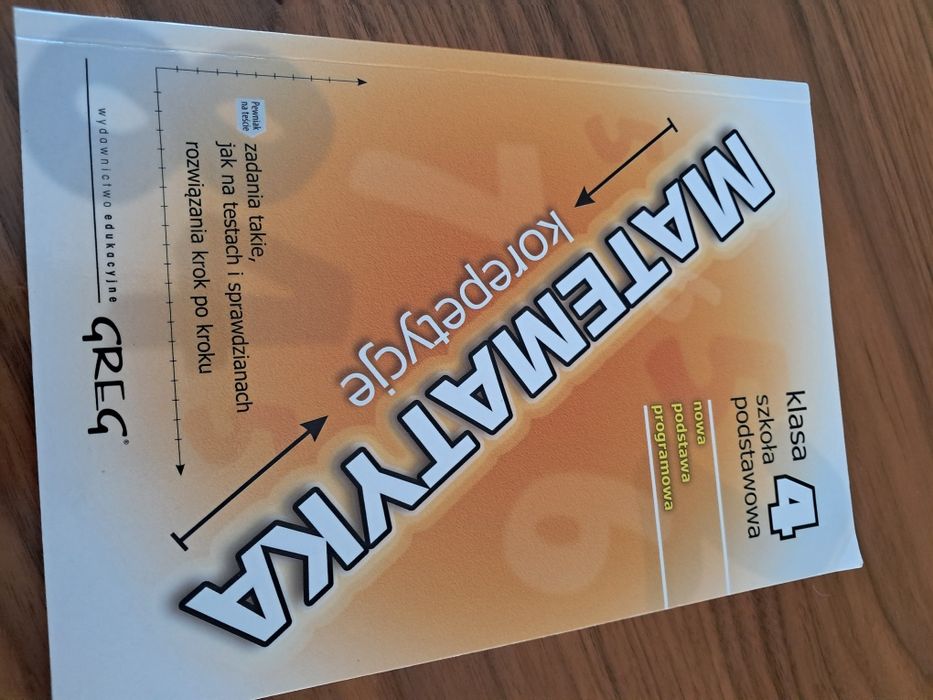 klasa 4
szkoła
podstawowa
nowa
podstawa
programowa
MATEMATYKA
korepetycje
Pewniak
na teście
zadania takie,
jak na testach i sprawdzianach
rozwiązania krok po kroku
wydawnictwo edukacyjne GREG®